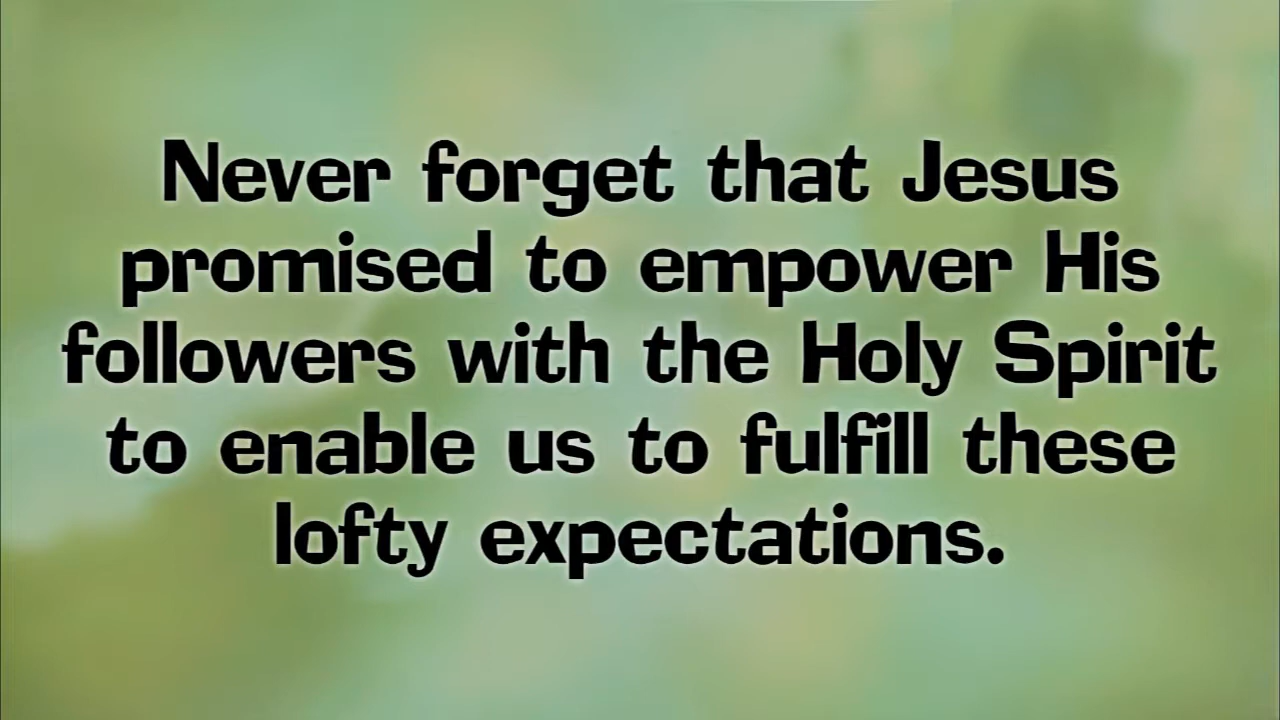 Never forget that Jesus
promised to empower His
followers with the Holy Spirit
to enable us to fulfill these
lofty expectations.